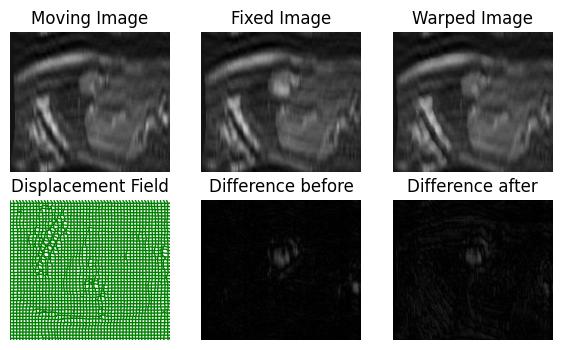 Moving Image
Fixed Image
Warped Image
Displacement Field
Difference before
Difference after